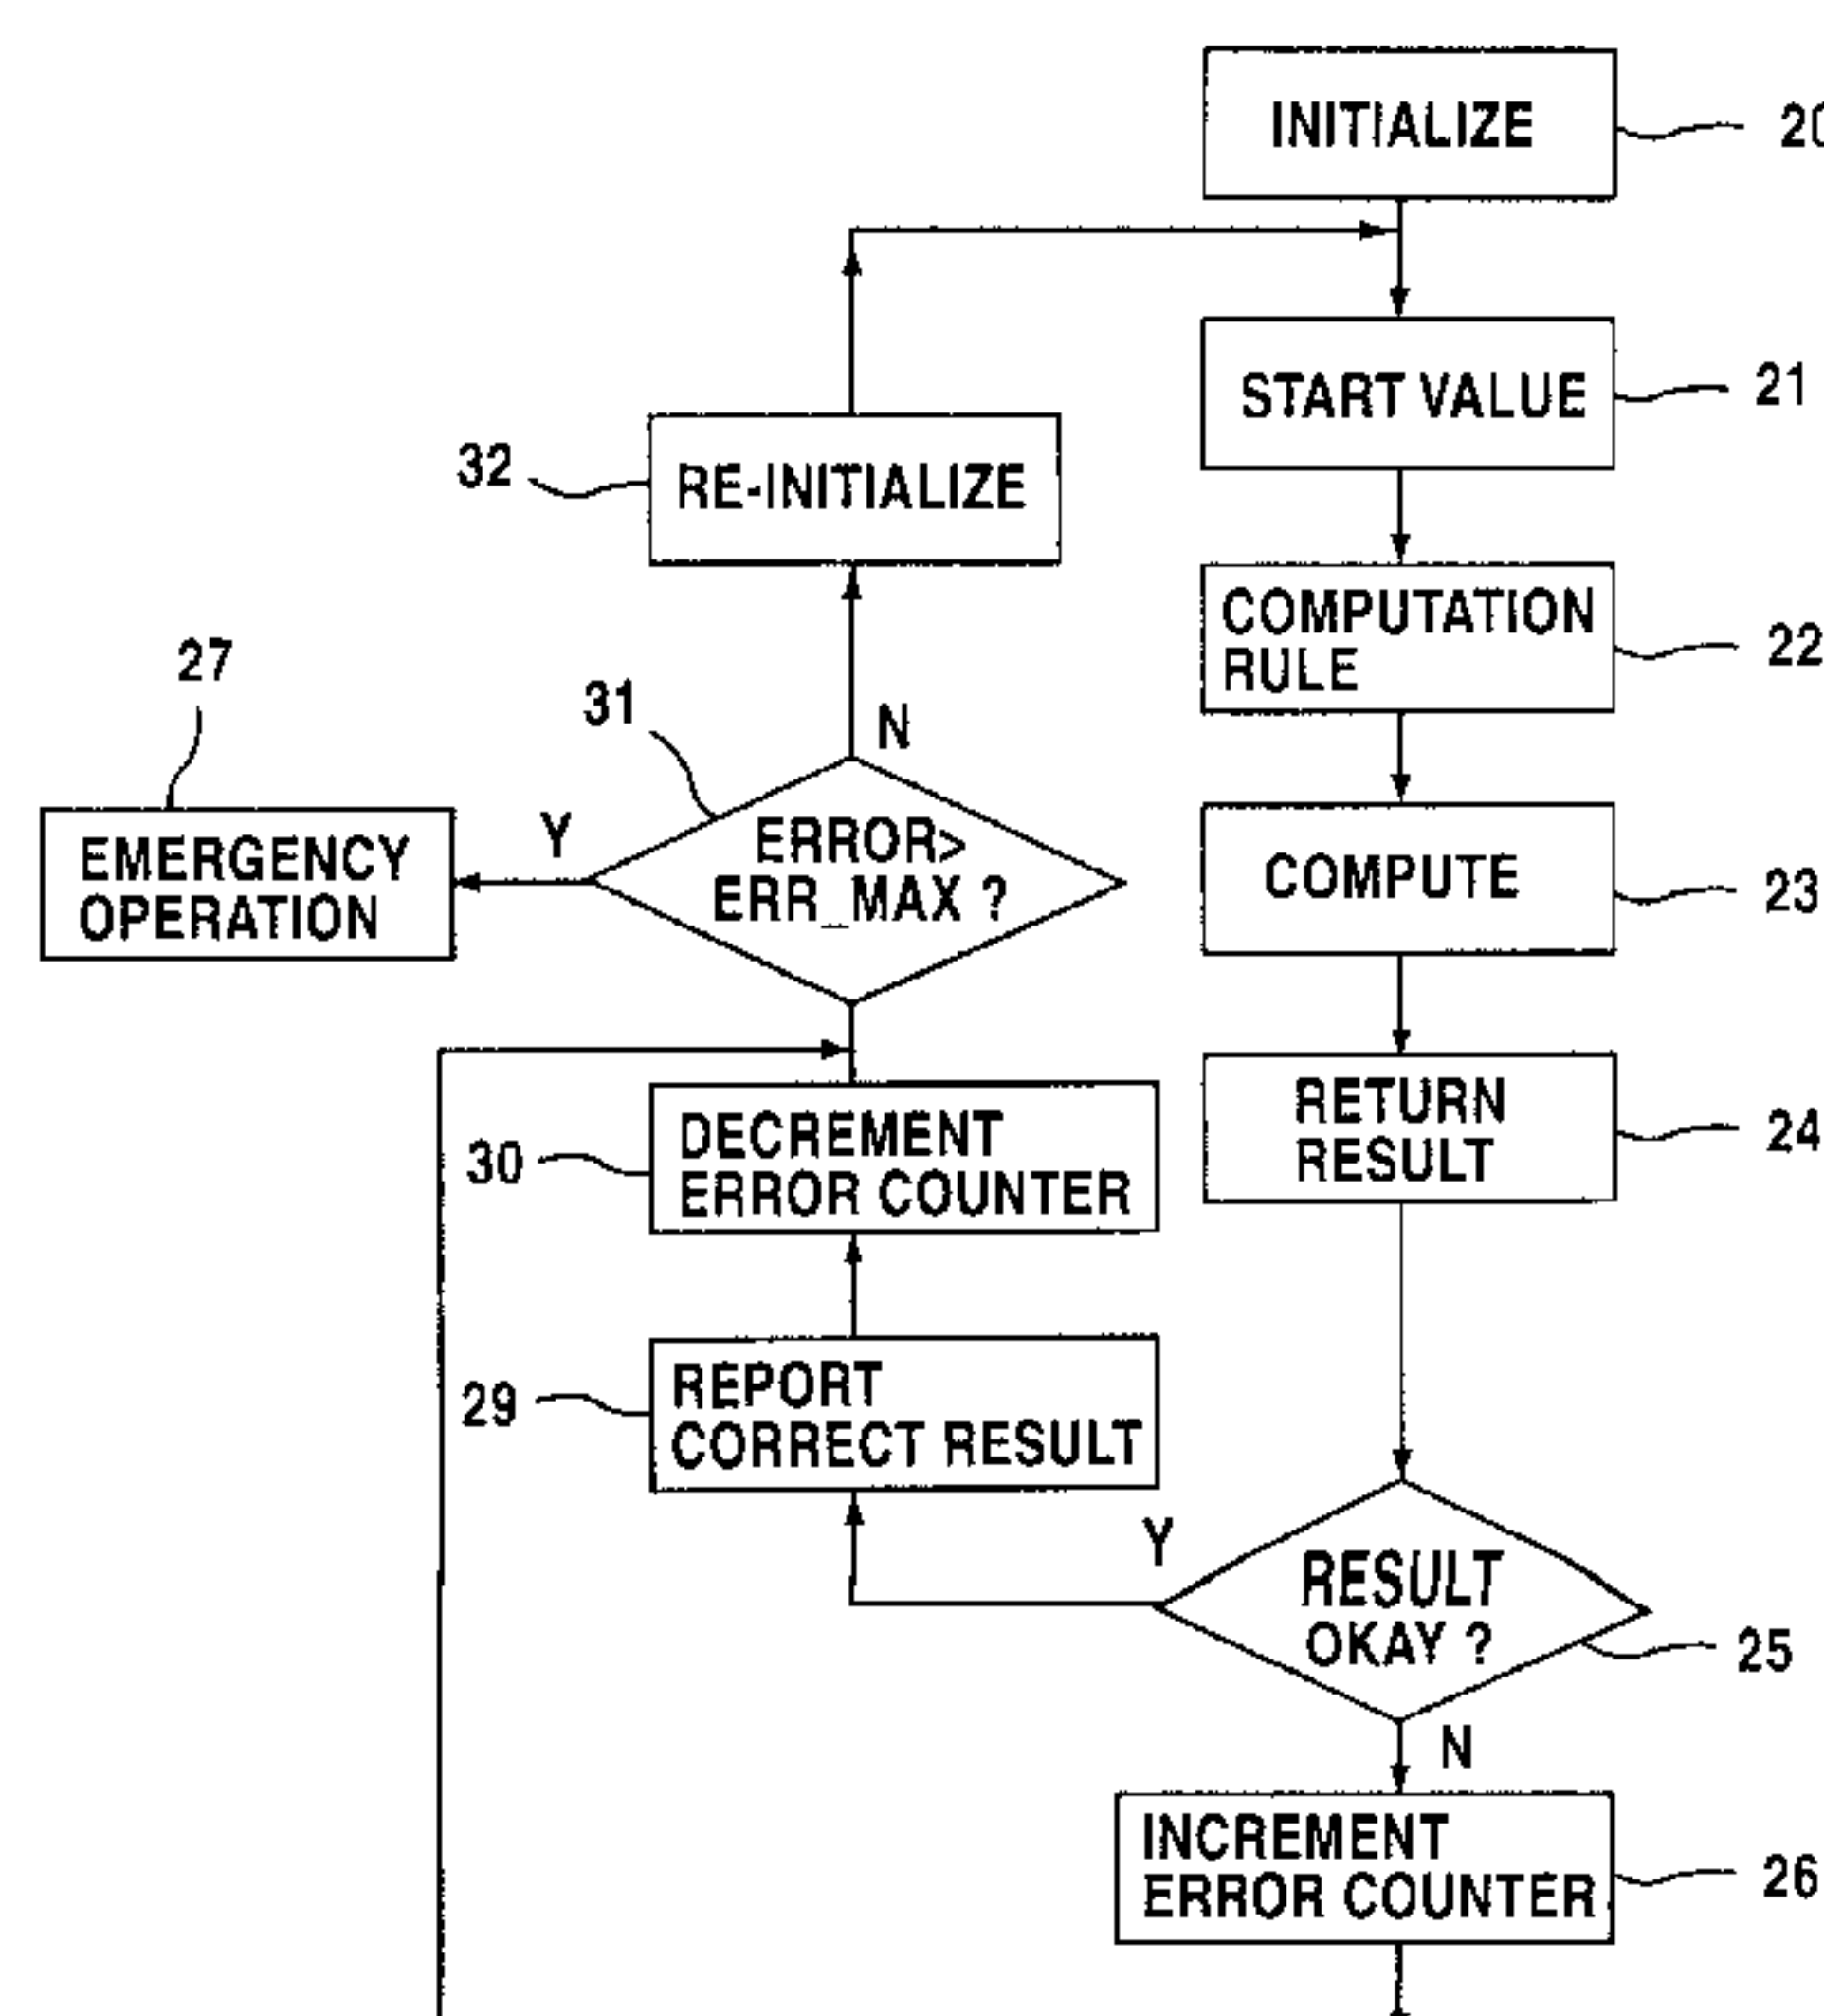 INITIALIZE
20
START VALUE
21
32
RE-INITIALIZE
COMPUTATION
RULE
22
27
31
N
EMERGENCY
OPERATION
Y
ERROR>
ERR_MAX ?
COMPUTE
23
RETURN
RESULT
24
30
DECREMENT
ERROR COUNTER
29
REPORT
CORRECT RESULT
Y
RESULT
OKAY ?
25
N
INCREMENT
ERROR COUNTER
26